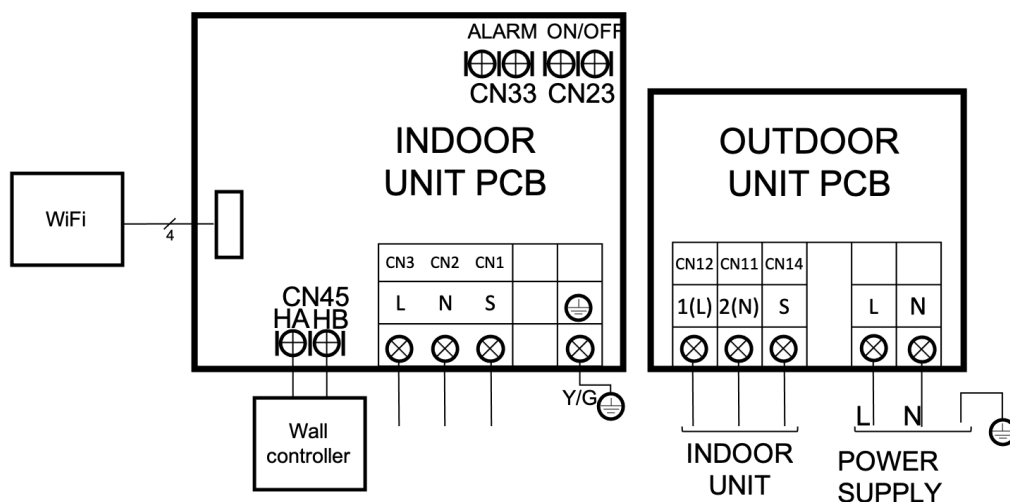 ALARM ON/OFF
CN33 CN23
INDOOR
UNIT PCB
OUTDOOR
UNIT PCB
WiFi
4
CN3 CN2 CN1
L N S
CN45
HA HB
Y/G
Wall
controller
CN12 CN11 CN14
1(L) 2(N) S L N
L N
INDOOR
UNIT
POWER
SUPPLY